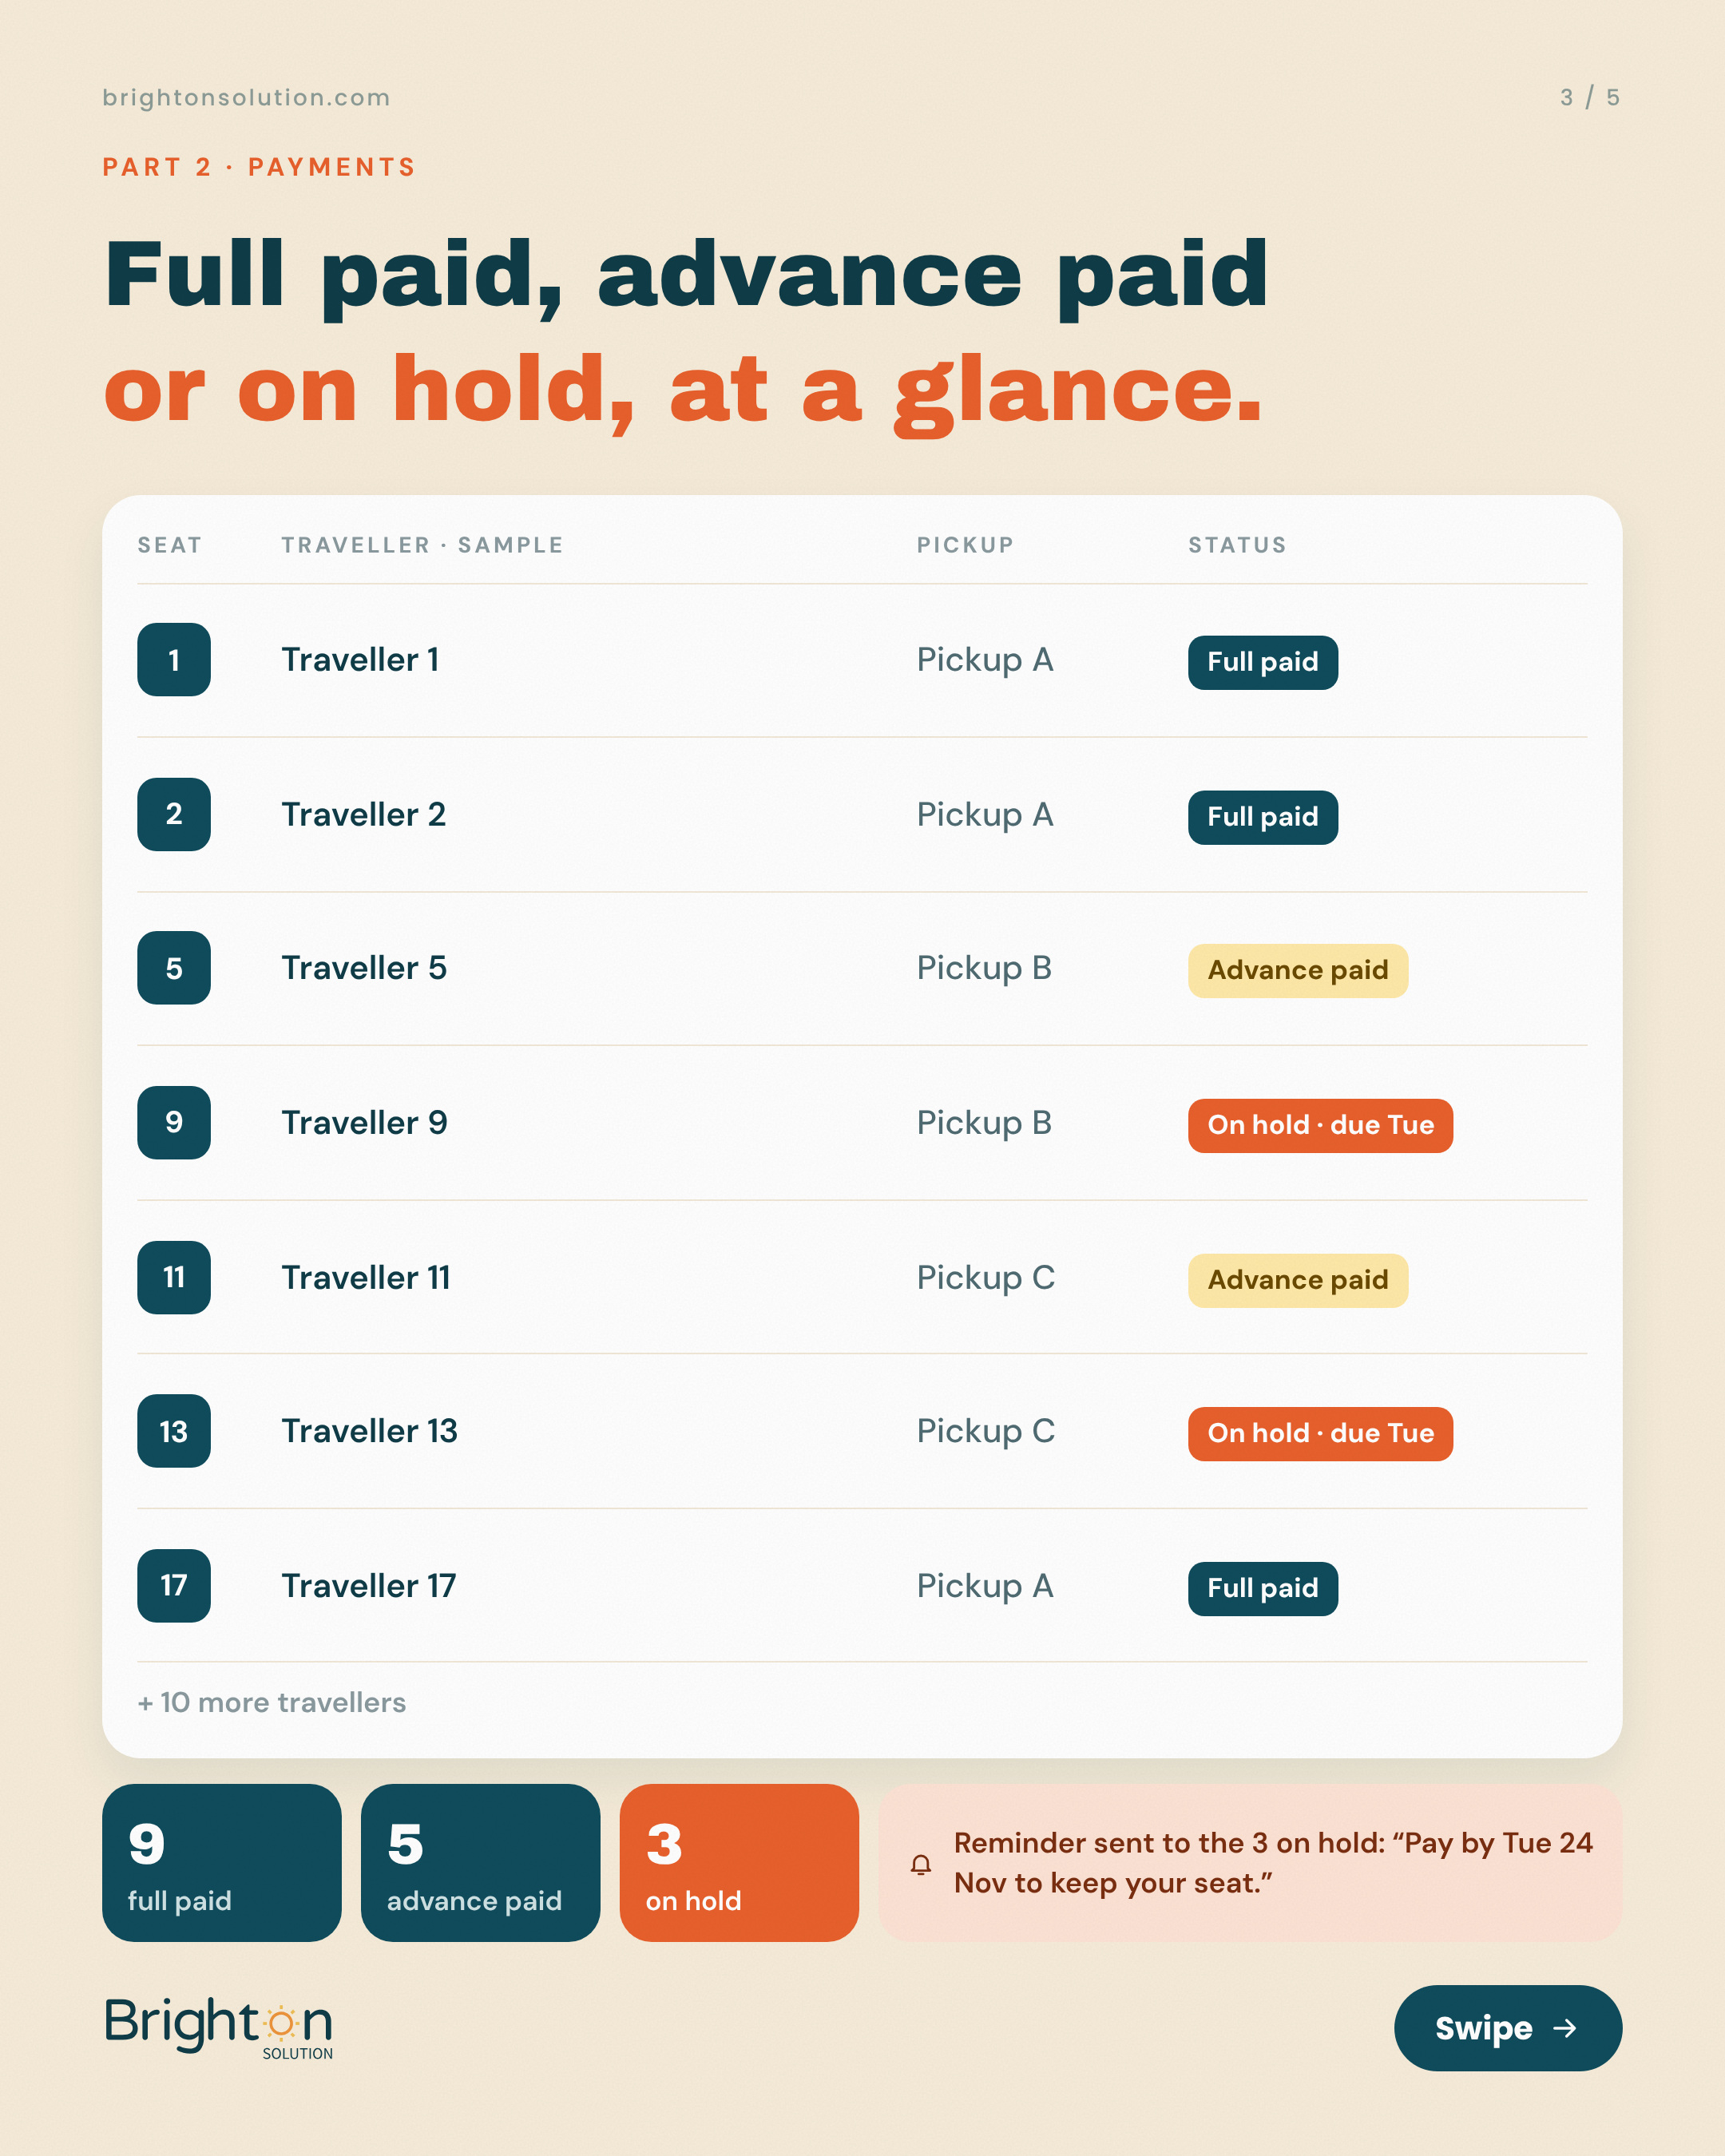 brightonsolution.com
3 / 5
PART 2 · PAYMENTS
Full paid, advance paid
or on hold, at a glance.
SEAT TRAVELLER · SAMPLE PICKUP STATUS
1 Traveller 1 Pickup A Full paid
2 Traveller 2 Pickup A Full paid
5 Traveller 5 Pickup B Advance paid
9 Traveller 9 Pickup B On hold · due Tue
11 Traveller 11 Pickup C Advance paid
13 Traveller 13 Pickup C On hold · due Tue
17 Traveller 17 Pickup A Full paid
+ 10 more travellers
9
full paid
5
advance paid
3
on hold
Reminder sent to the 3 on hold: “Pay by Tue 24
Nov to keep your seat.”
Brighton
SOLUTION
Swipe →